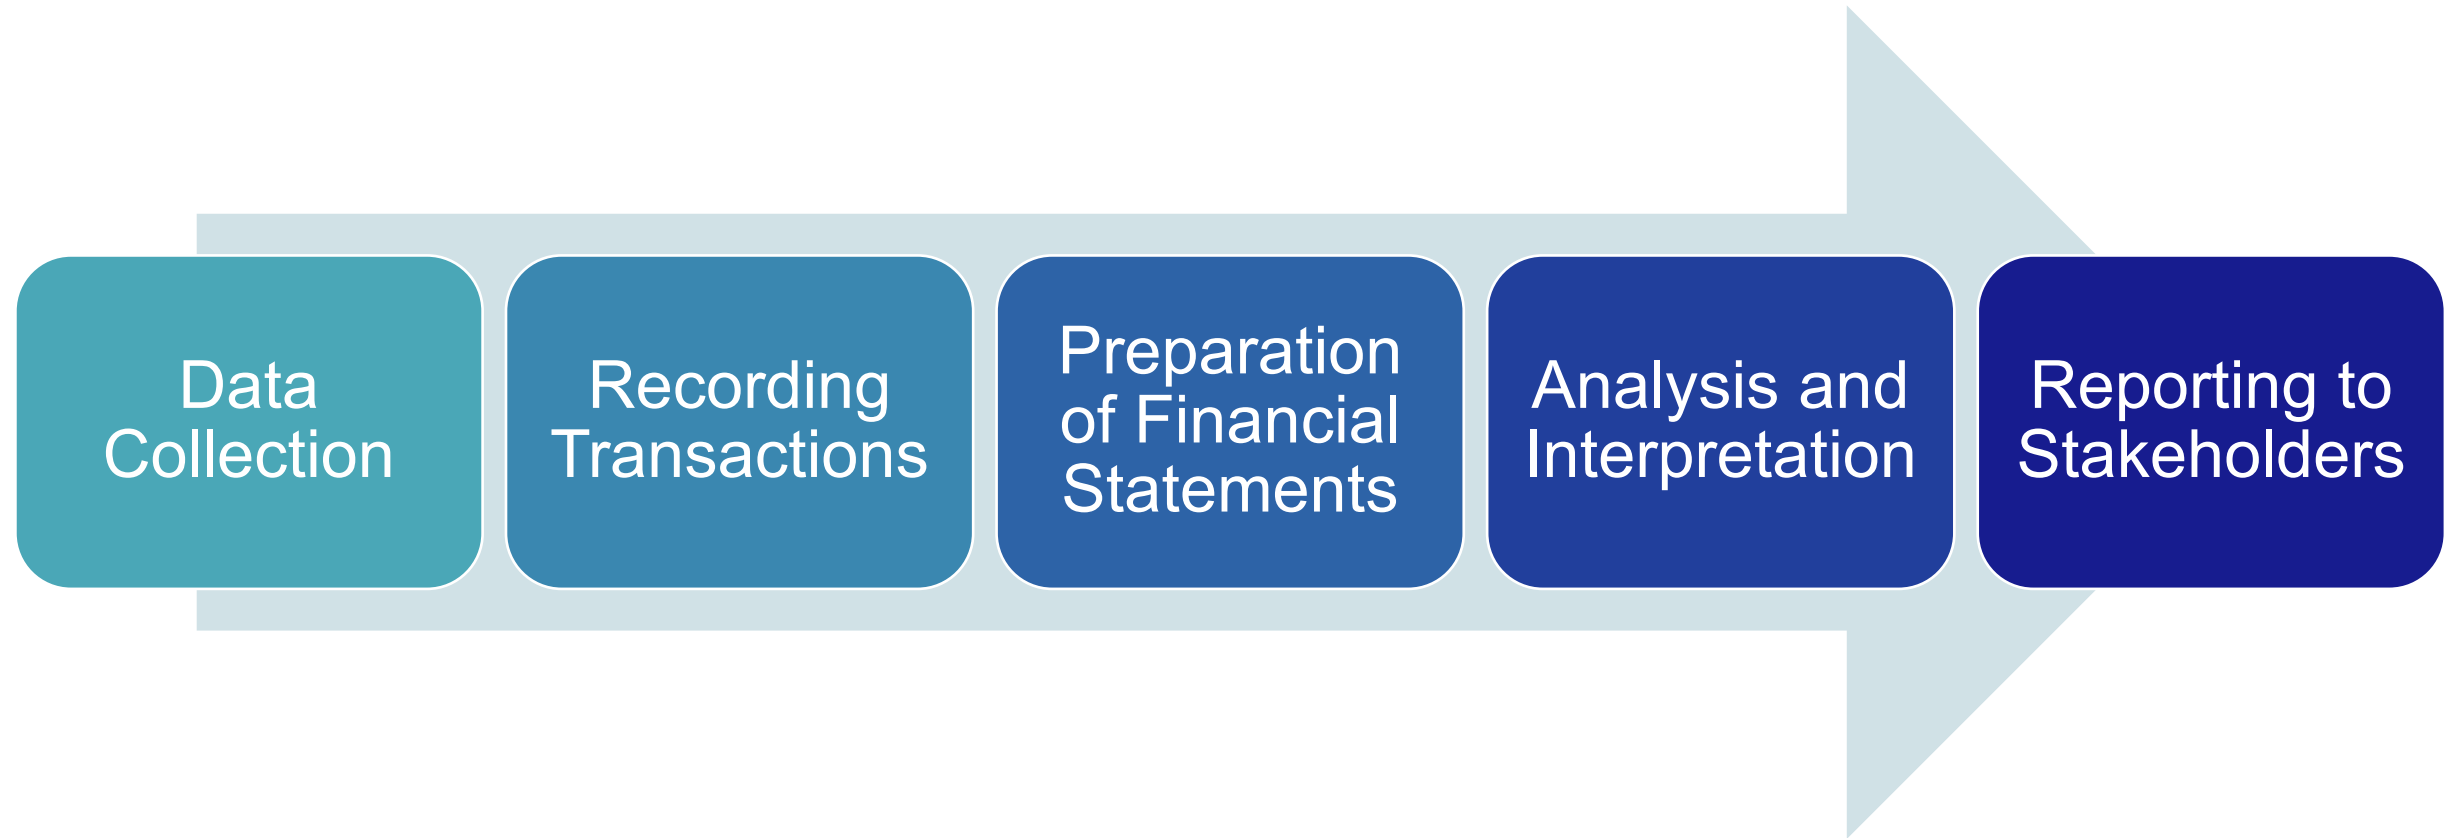 Data
Collection
Recording
Transactions
Preparation
of Financial
Statements
Analysis and
Interpretation
Reporting to
Stakeholders